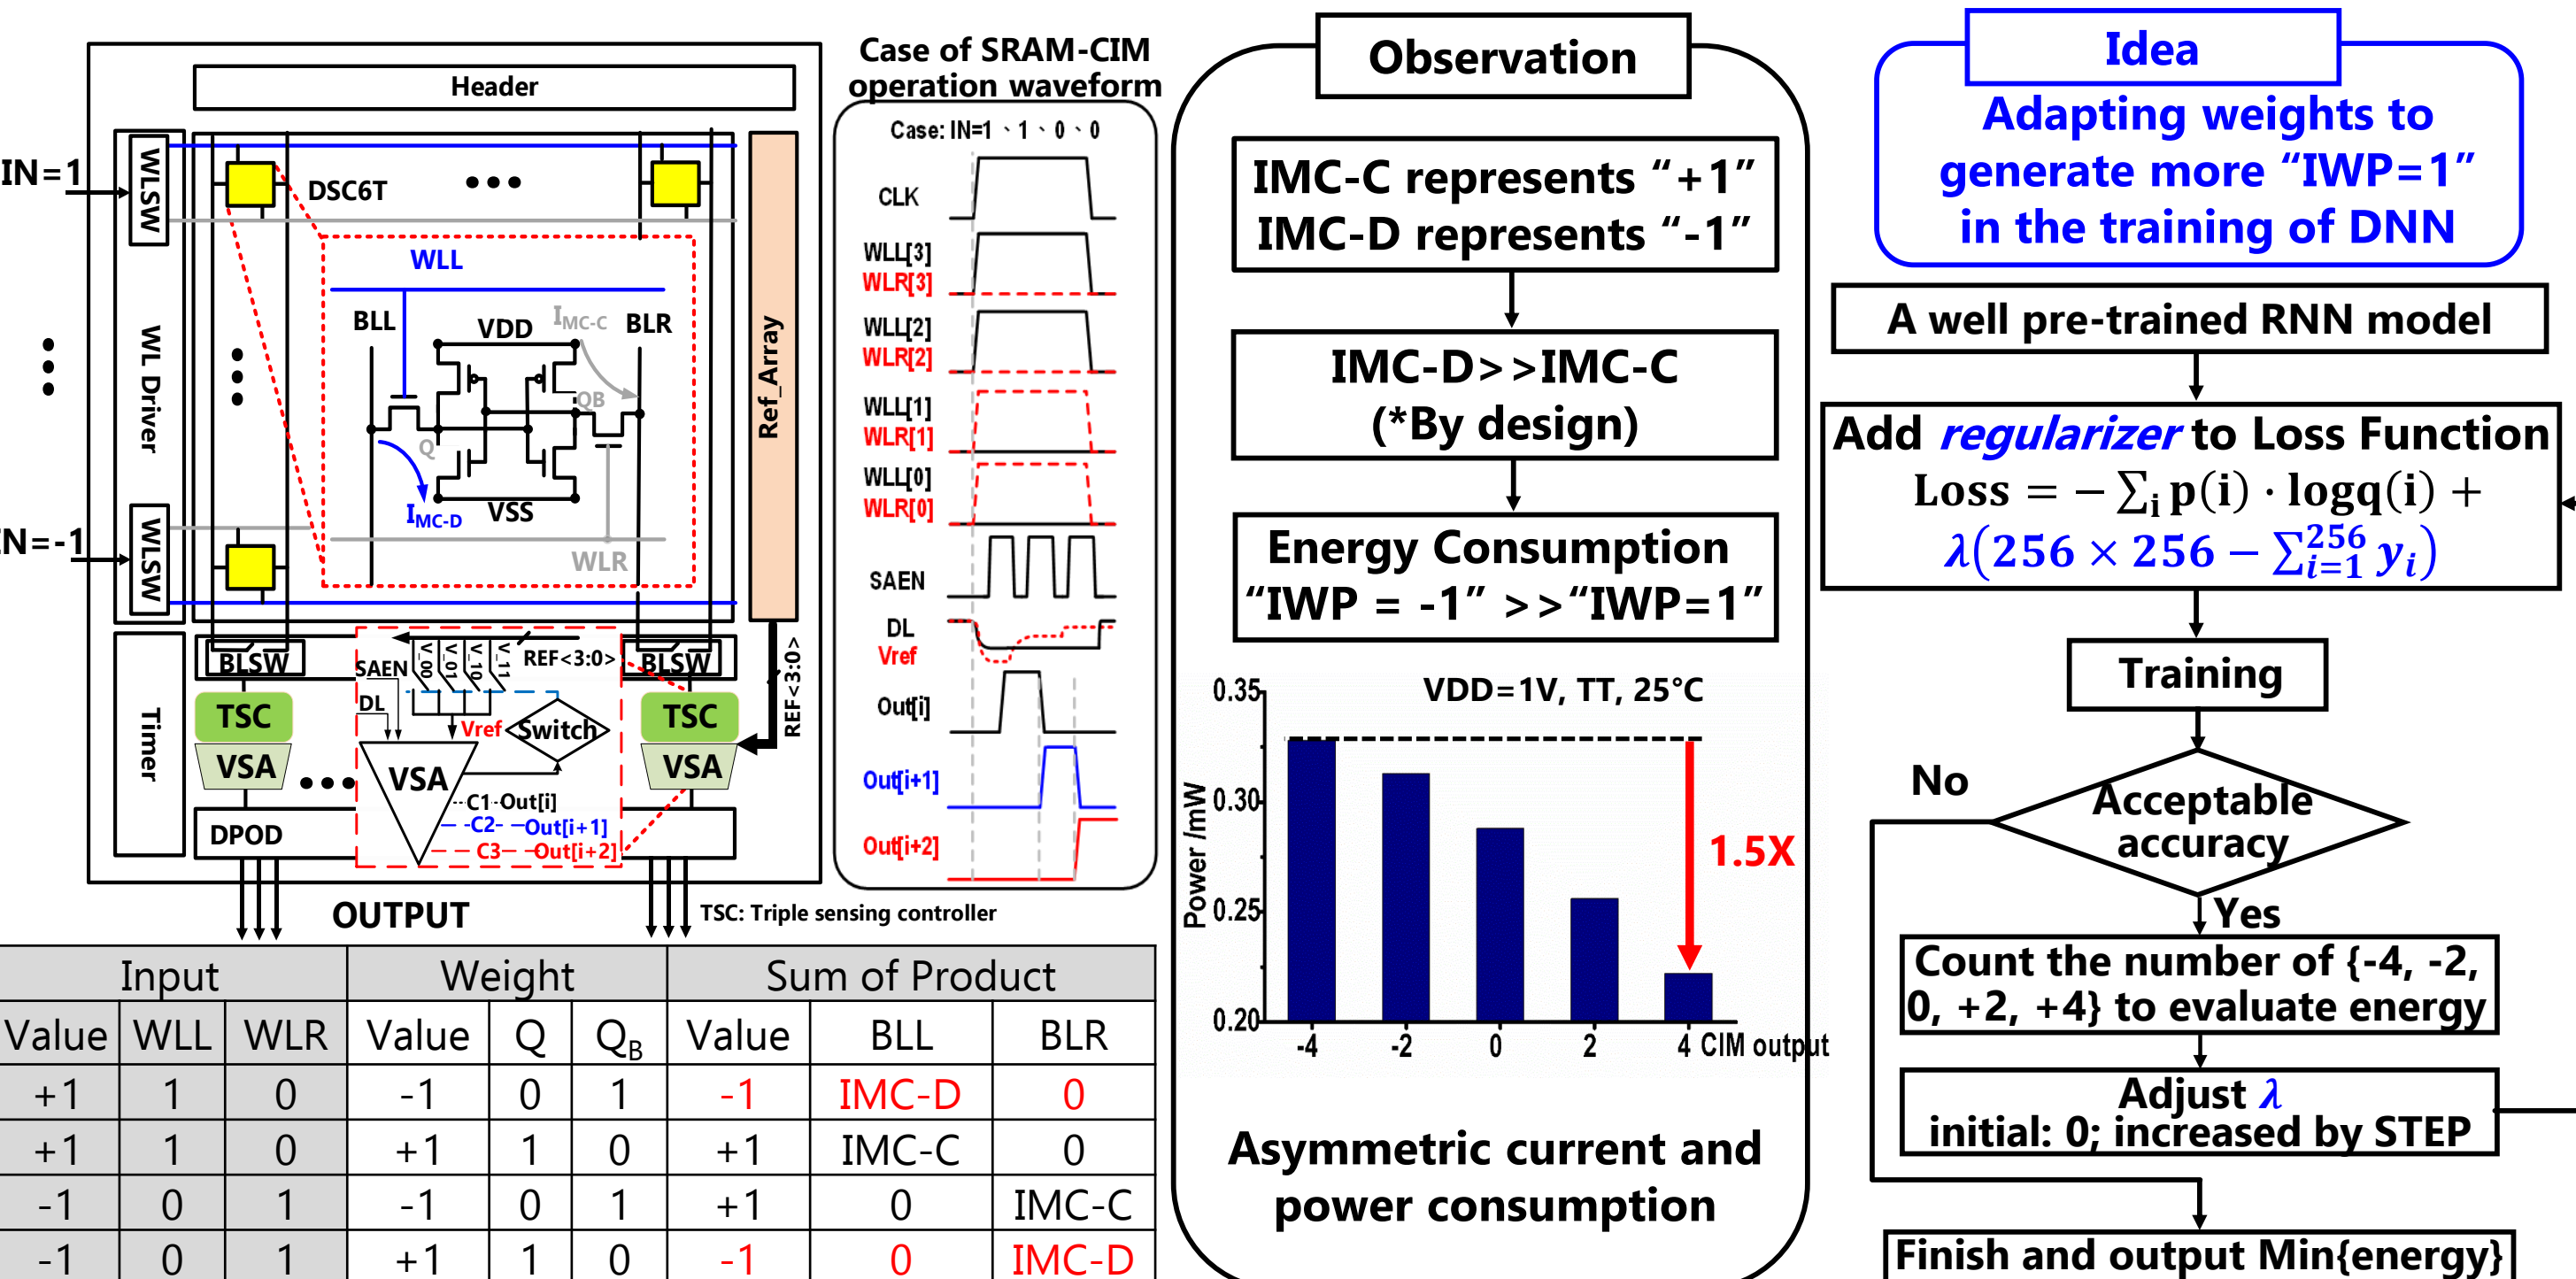 Header
IN=1
WLSW
DSC6T
WLL
BLL
VDD
IMC-C
BLR
QB
Q
IMC-D
VSS
WLR
WL Driver
Ref_Array
WLSW
BLSW
SAEN
V_00
V_01
V_10
V_11
REF<3:0>
BLSW
REF<3:0>
DL
TSC
Vref
Switch
TSC
Timer
VSA
VSA
VSA
C1
Out[i]
C2
Out[i+1]
C3
Out[i+2]
DPOD
OUTPUT
TSC: Triple sensing controller
Case of SRAM-CIM
operation waveform
Case: IN=1、1、0、0
CLK
WLL[3]
WLR[3]
WLL[2]
WLR[2]
WLL[1]
WLR[1]
WLL[0]
WLR[0]
SAEN
DL
Vref
Out[i]
Out[i+1]
Out[i+2]
Input Weight Sum of Product
Value WLL WLR Value Q QB Value BLL BLR
+1 1 0 -1 0 1 -1 IMC-D 0
+1 1 0 +1 1 0 +1 IMC-C 0
-1 0 1 -1 0 1 +1 0 IMC-C
-1 0 1 +1 1 0 -1 0 IMC-D
Observation
IMC-C represents “+1”
IMC-D represents “-1”
IMC-D>>IMC-C
(*By design)
Energy Consumption
“IWP = -1” >>“IWP=1”
VDD=1V, TT, 25°C
0.35
0.30
0.25
0.20
Power /mW
1.5X
-4 -2 0 2 4 CIM output
Asymmetric current and
power consumption
Idea
Adapting weights to
generate more “IWP=1”
in the training of DNN
A well pre-trained RNN model
Add regularizer to Loss Function
Loss = − ∑i p(i) · logq(i) +
λ(256 × 256 − ∑²⁵⁶i=1 yi)
Training
No
Acceptable
accuracy
Yes
Count the number of {-4, -2,
0, +2, +4} to evaluate energy
Adjust λ
initial: 0; increased by STEP
Finish and output Min{energy}